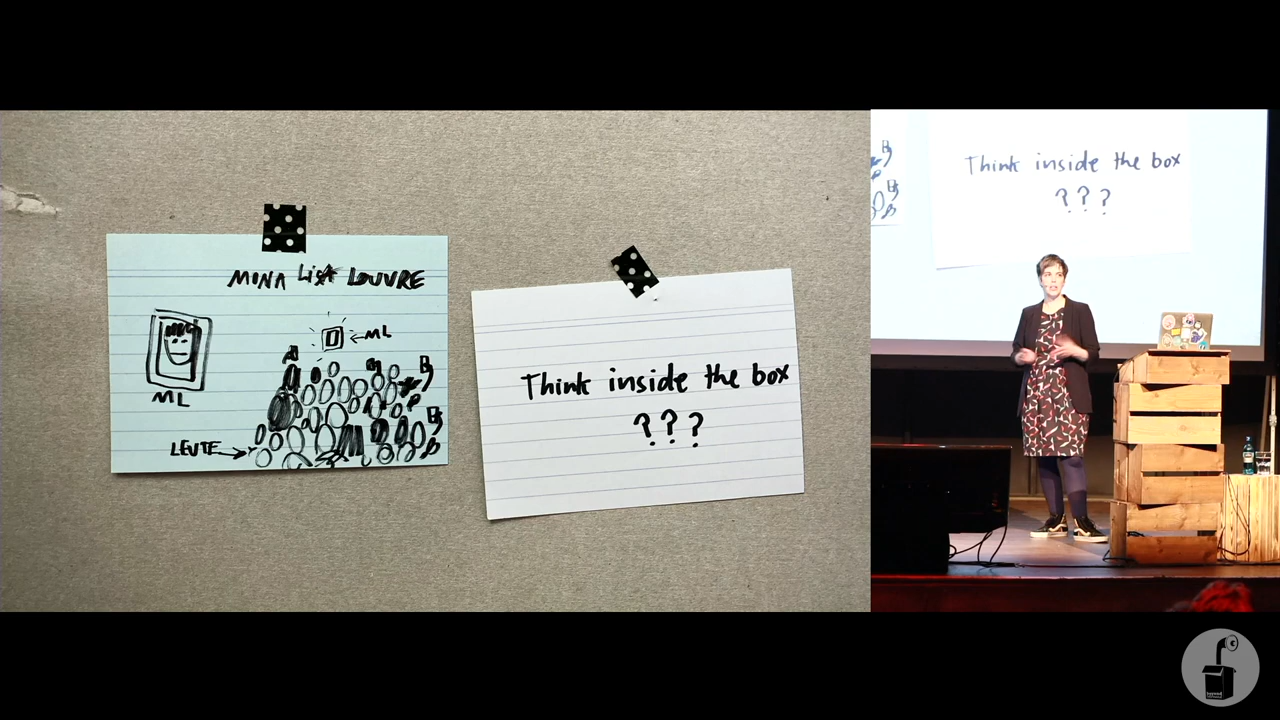 MONA LISA LOUVRE
ML
←ML
LEUTE →
Think inside the box
???
Think inside the box
???